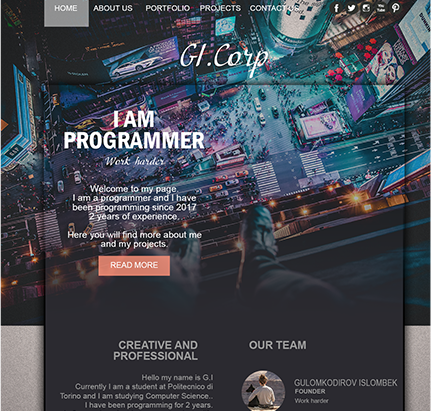 HOME ABOUT US PORTFOLIO PROJECTS CONTACT US
GI.Corp
I AM
PROGRAMMER
Work harder
Welcome to my page.
I am a programmer and I have
been programming since 2017
2 years of experience.
Here you will find more about me
and my projects.
READ MORE
CREATIVE AND
PROFESSIONAL
Hello my name is G.I
Currently I am a student at Politecnico di
Torino and I am studying Computer Science..
I have been programming for 2 years.
OUR TEAM
GULOMKODIROV ISLOMBEK
FOUNDER
Work harder